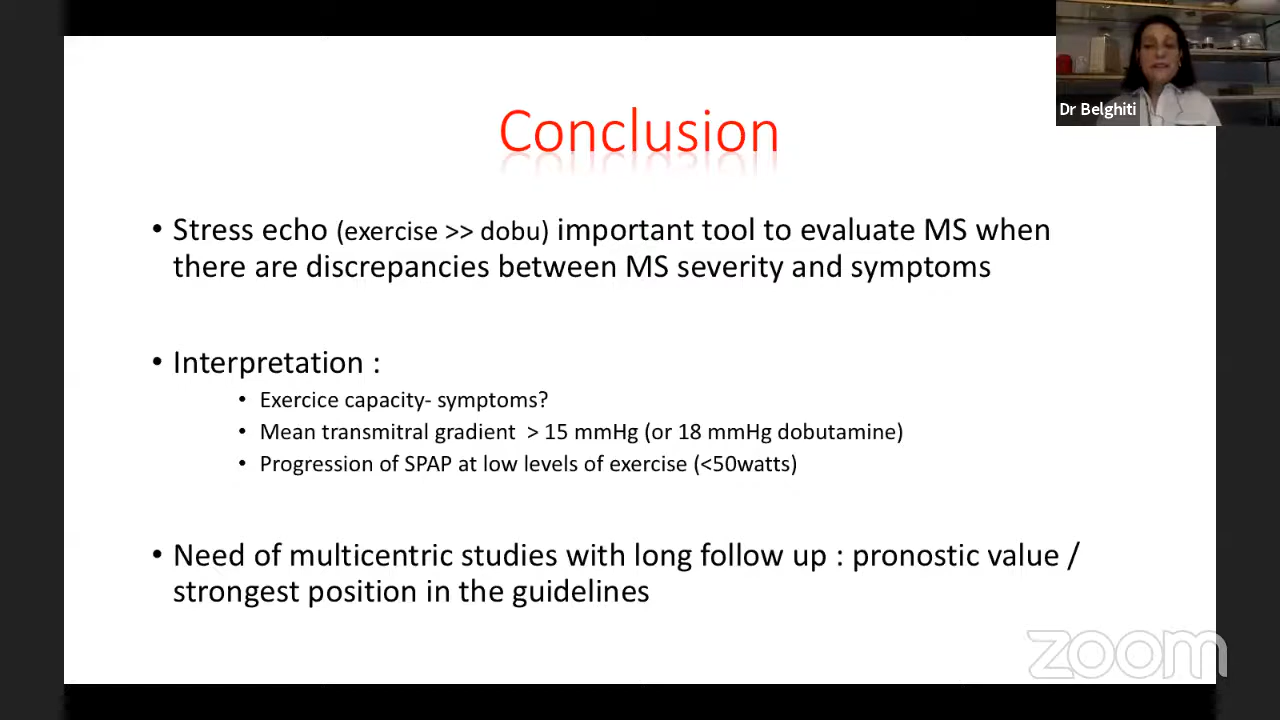 Dr Belghiti
Conclusion
• Stress echo (exercise >> dobu) important tool to evaluate MS when
there are discrepancies between MS severity and symptoms
• Interpretation :
• Exercice capacity- symptoms?
• Mean transmitral gradient > 15 mmHg (or 18 mmHg dobutamine)
• Progression of SPAP at low levels of exercise (<50watts)
• Need of multicentric studies with long follow up : pronostic value /
strongest position in the guidelines
zoom